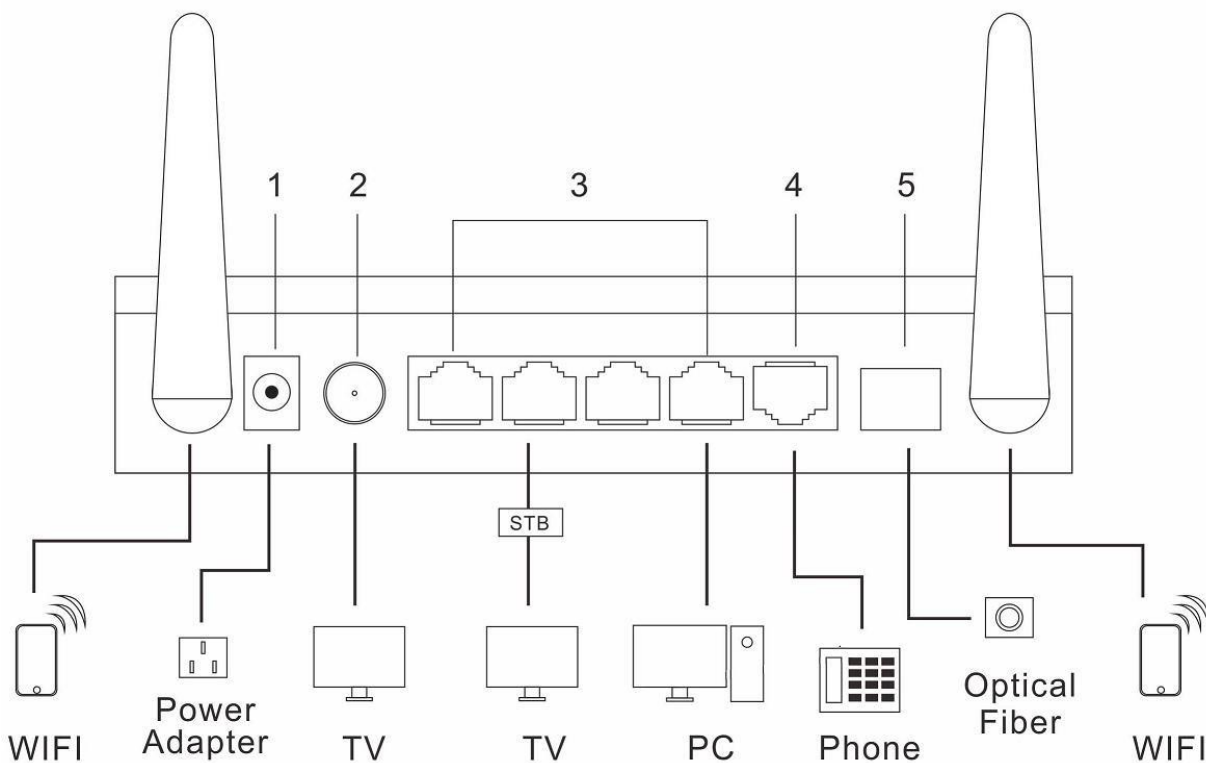 1 2 3 4 5
STB
WIFI
Power
Adapter
TV
TV
PC
Phone
Optical
Fiber
WIFI